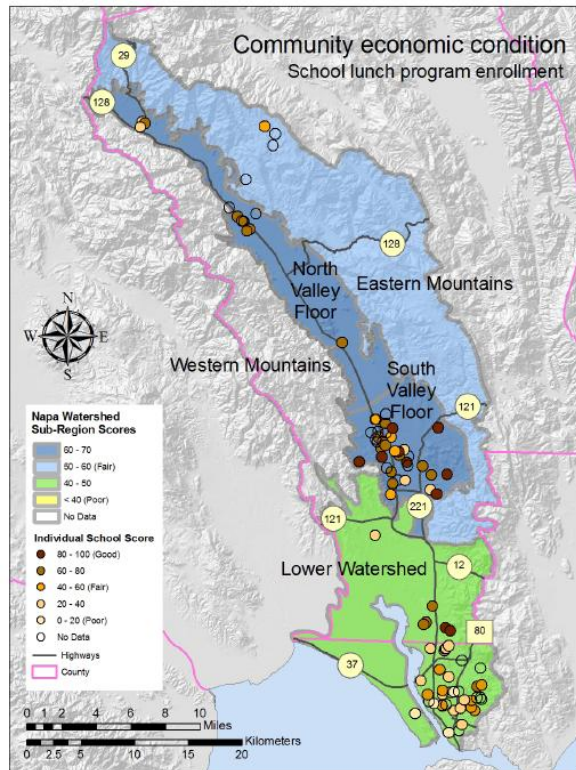 Community economic condition
School lunch program enrollment
29
128
128
North
Valley
Floor
Eastern Mountains
N
W
E
S
Western Mountains
South
Valley
Floor
121
Napa Watershed
Sub-Region Scores
60 - 70
50 - 60 (Fair)
40 - 50
< 40 (Poor)
No Data
Individual School Score
80 - 100 (Good)
60 - 80
40 - 60 (Fair)
20 - 40
0 - 20 (Poor)
No Data
Highways
County
221
121
Lower Watershed
12
80
37
0 1 2 4 6 8 10
Miles
0 2.5 5 10 15 20
Kilometers